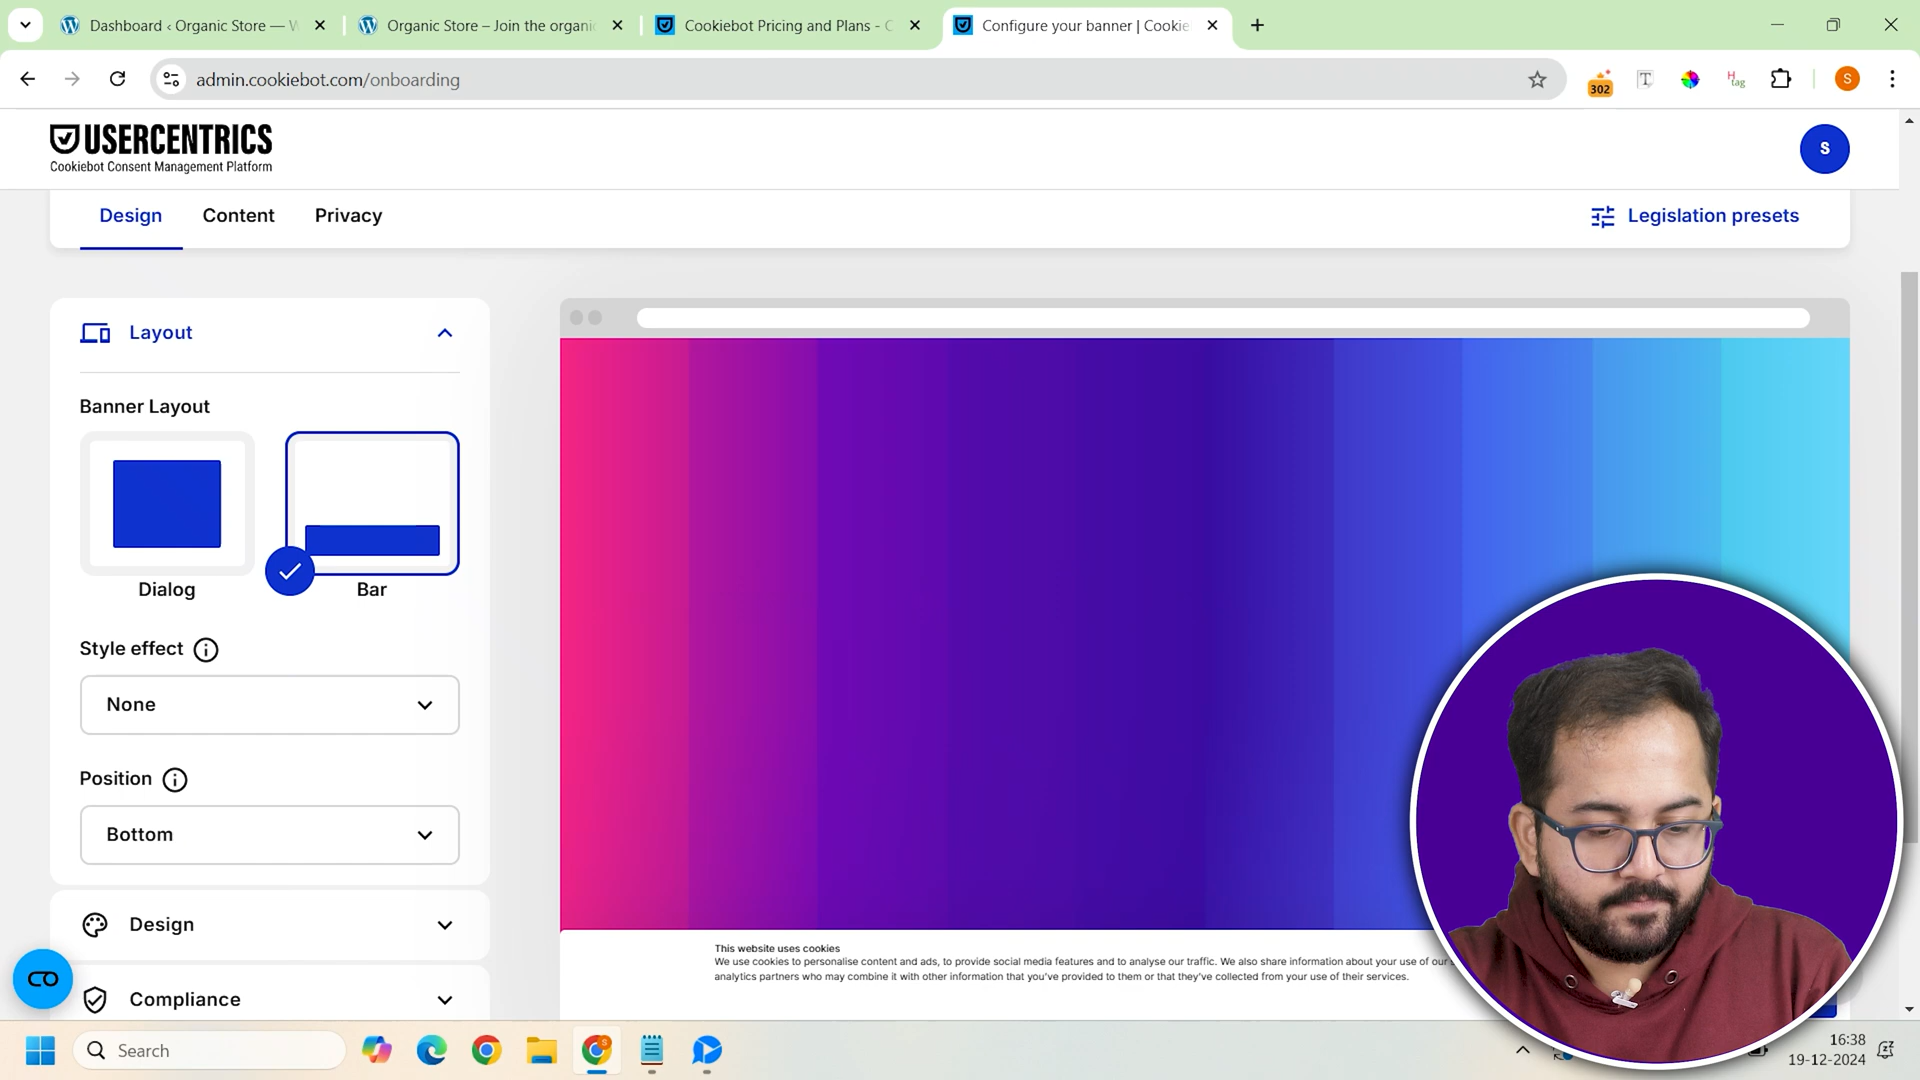 Dashboard ‹ Organic Store — W
Organic Store – Join the organi
Cookiebot Pricing and Plans - C
Configure your banner | Cookie
admin.cookiebot.com/onboarding
302
T
H tag
S
USERCENTRICS
Cookiebot Consent Management Platform
S
Design
Content
Privacy
Legislation presets
Layout
Banner Layout
Dialog
Bar
Style effect
None
Position
Bottom
Design
Compliance
This website uses cookies
We use cookies to personalise content and ads, to provide social media features and to analyse our traffic. We also share information about your use of our s
analytics partners who may combine it with other information that you've provided to them or that they've collected from your use of their services.
Search
16:38
19-12-2024